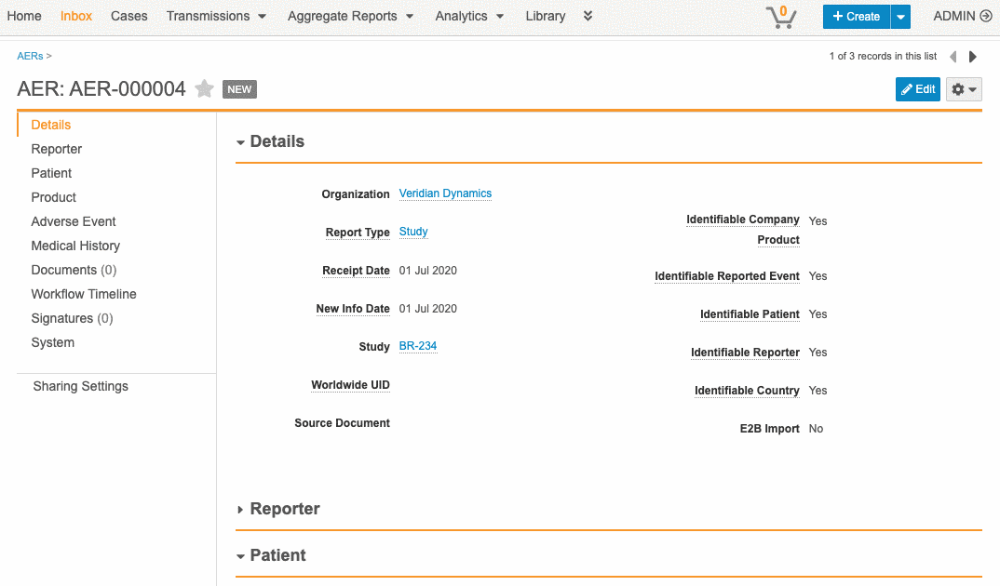 Home Inbox Cases Transmissions Aggregate Reports Analytics Library 0 + Create ADMIN
AERs > 1 of 3 records in this list
AER: AER-000004 NEW Edit
Details
Reporter
Patient
Product
Adverse Event
Medical History
Documents (0)
Workflow Timeline
Signatures (0)
System
Sharing Settings
Details
Organization Veridian Dynamics
Report Type Study
Receipt Date 01 Jul 2020
New Info Date 01 Jul 2020
Study BR-234
Worldwide UID
Source Document
Identifiable Company Yes
Product
Identifiable Reported Event Yes
Identifiable Patient Yes
Identifiable Reporter Yes
Identifiable Country Yes
E2B Import No
Reporter
Patient